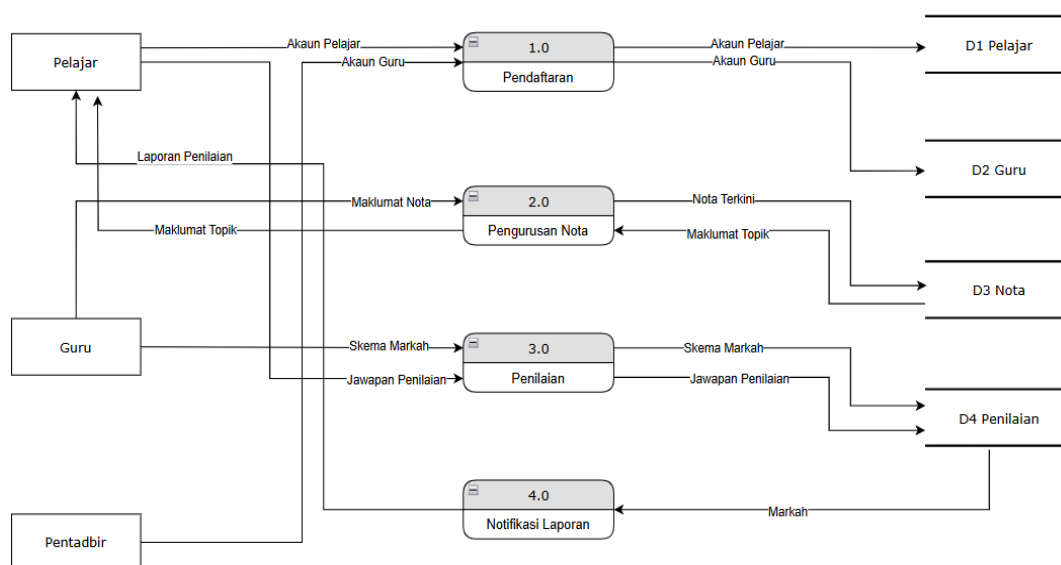 Pelajar
Akaun Pelajar
Akaun Guru
1.0
Pendaftaran
Akaun Pelajar
Akaun Guru
D1 Pelajar
Laporan Penilaian
D2 Guru
Maklumat Nota
Maklumat Topik
2.0
Pengurusan Nota
Nota Terkini
Maklumat Topik
D3 Nota
Guru
Skema Markah
Jawapan Penilaian
3.0
Penilaian
Skema Markah
Jawapan Penilaian
D4 Penilaian
4.0
Notifikasi Laporan
Markah
Pentadbir